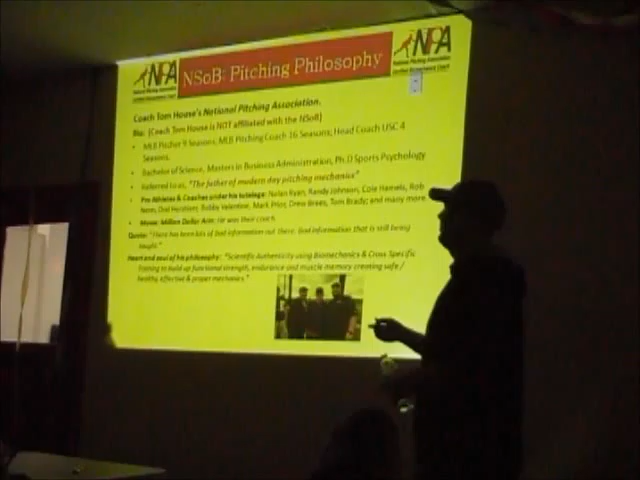 NPA
National Pitching Association
NSoB: Pitching Philosophy
NPA
National Pitching Association
Coach Tom House's National Pitching Association.
Bio: [Coach Tom House is NOT affiliated with the NSoB]
• MLB Pitcher 9 Seasons, MLB Pitching Coach 16 Seasons, Head Coach USC 4
Seasons.
• Bachelor of Science, Masters in Business Administration, Ph.D Sports Psychology
• Referred to as, "The father of modern day pitching mechanics"
• Pro Athletes & Coaches under his tutelage: Nolan Ryan, Randy Johnson, Cole Hamels, Rob
Nenn, Orel Hershiser, Bobby Valentine, Mark Prior, Drew Brees, Tom Brady; and many more.
• Movie: Million Dollar Arm: He was their coach.
Quote: "There has been lots of bad information out there. Bad information that is still being
taught."
Heart and soul of his philosophy: "Scientific Authenticity using Biomechanics & Cross Specific
Training to build up functional strength, endurance and muscle memory creating safe /
healthy, effective & proper mechanics."